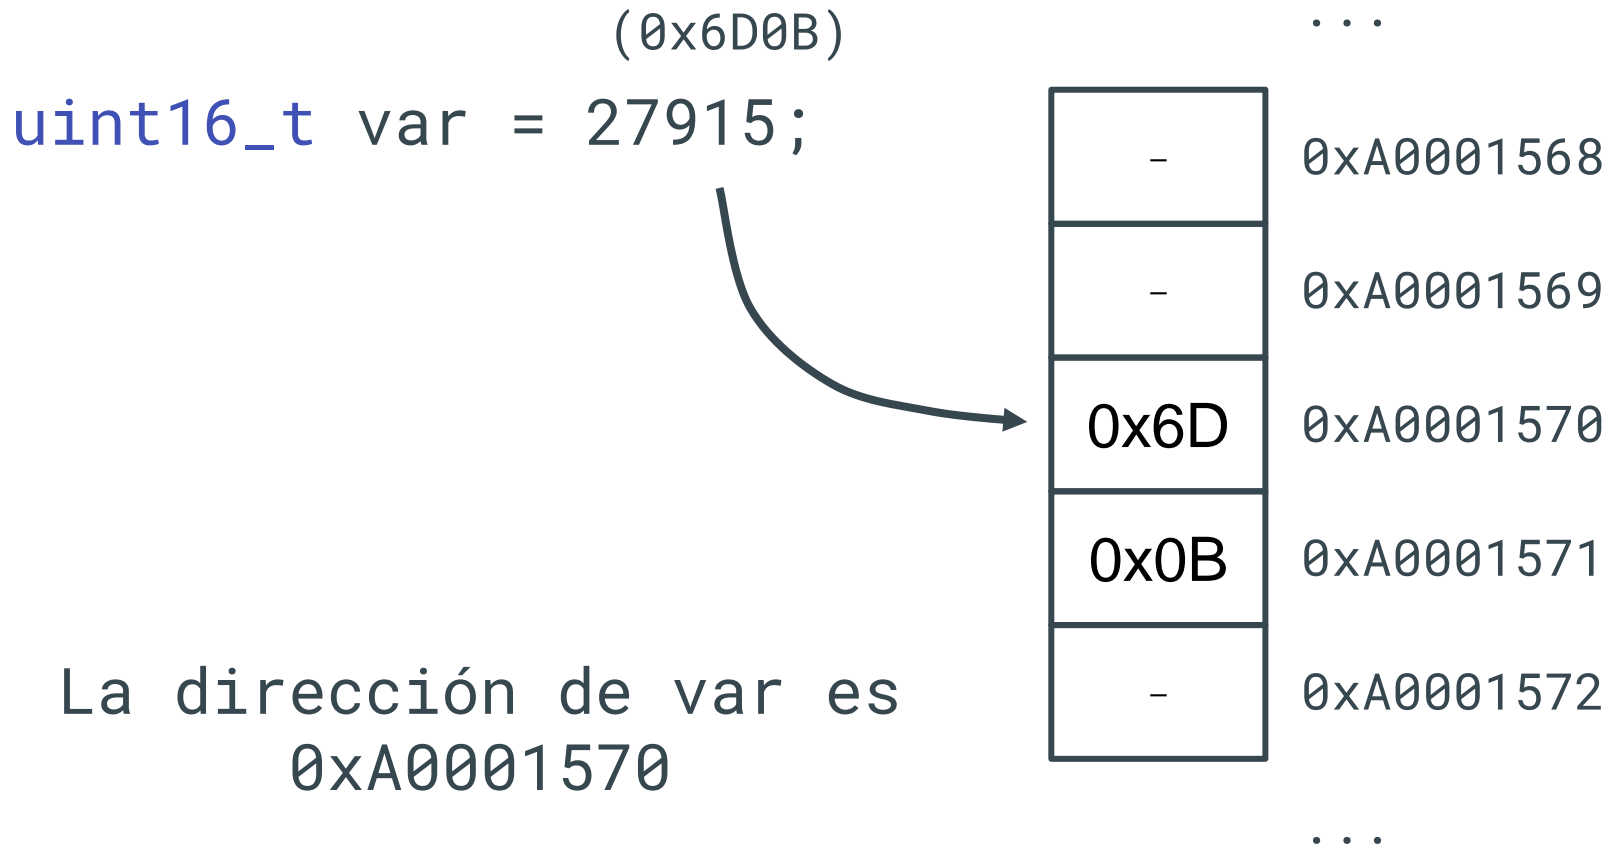 (0x6D0B)
uint16_t var = 27915;
...
- 0xA0001568
- 0xA0001569
0x6D 0xA0001570
0x0B 0xA0001571
- 0xA0001572
...
La dirección de var es
0xA0001570